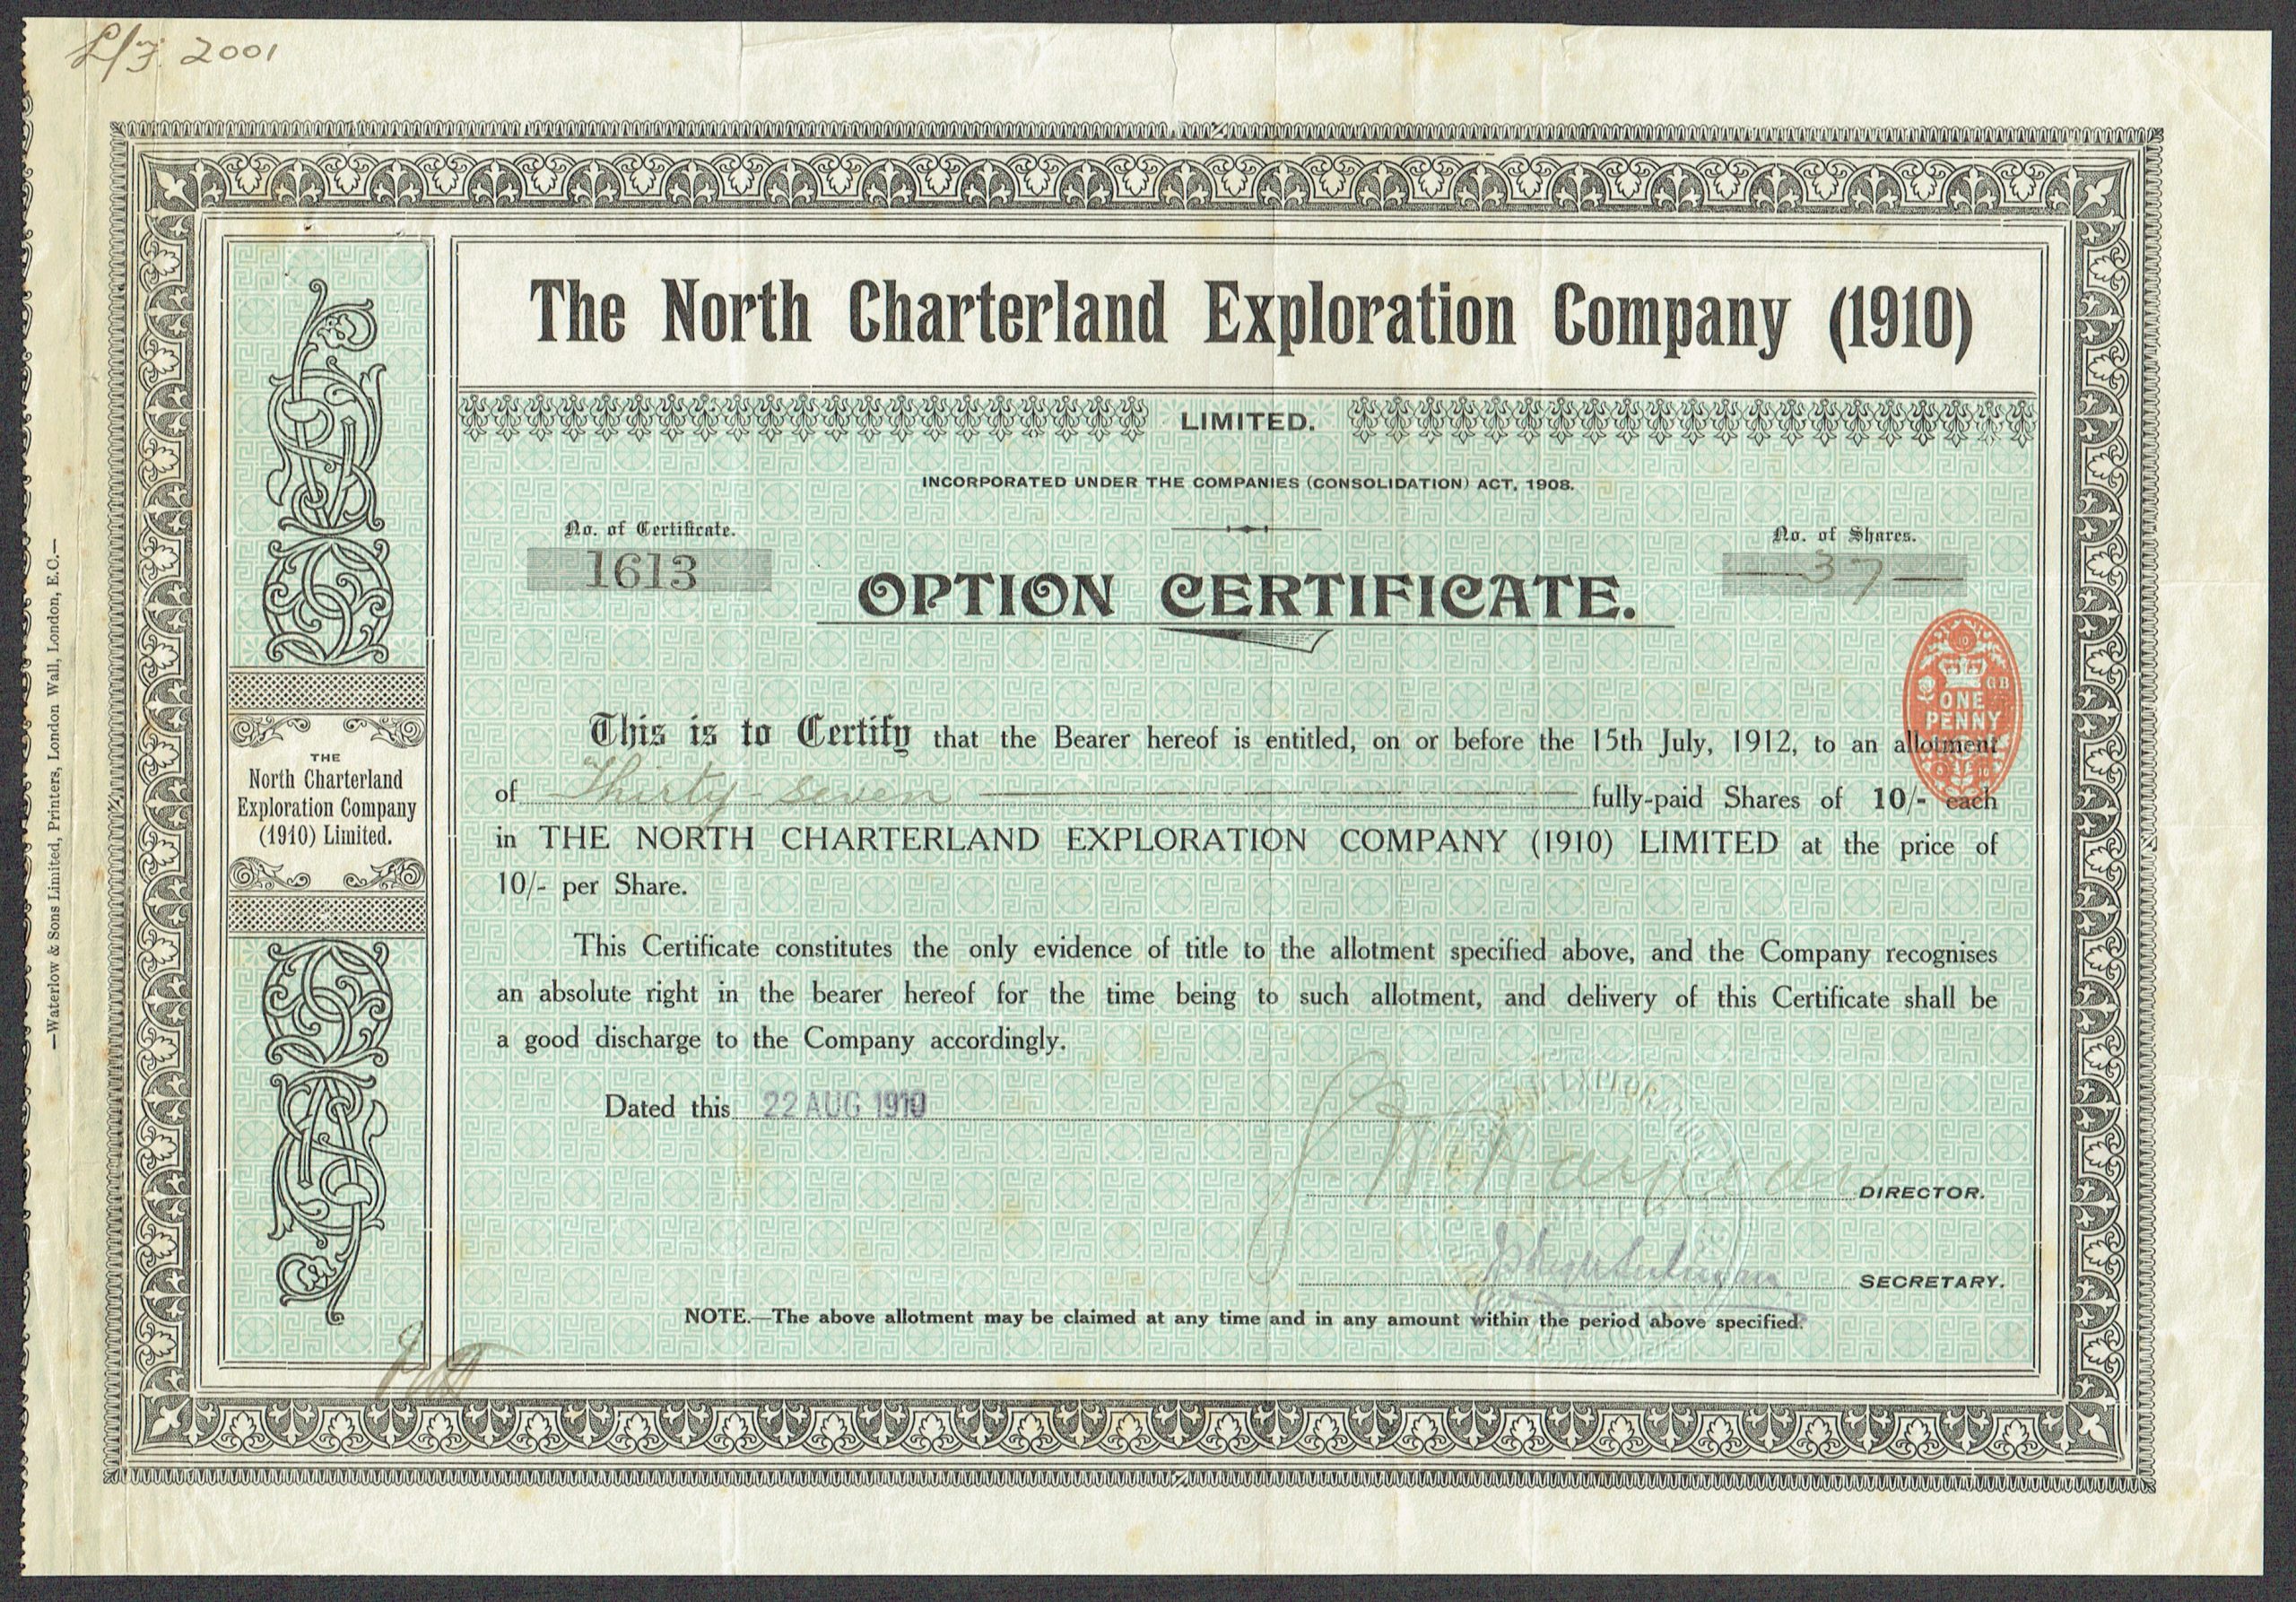 2001
The North Charterland Exploration Company (1910)
LIMITED.
INCORPORATED UNDER THE COMPANIES (CONSOLIDATION) ACT, 1908.
No. of Certificate.
1613
No. of Shares.
37
OPTION CERTIFICATE.
ONE
PENNY
This is to Certify that the Bearer hereof is entitled, on or before the 15th July, 1912, to an allotment
of Thirty-seven fully-paid Shares of 10/- each
in THE NORTH CHARTERLAND EXPLORATION COMPANY (1910) LIMITED at the price of
10/- per Share.
This Certificate constitutes the only evidence of title to the allotment specified above, and the Company recognises
an absolute right in the bearer hereof for the time being to such allotment, and delivery of this Certificate shall be
a good discharge to the Company accordingly.
Dated this 22 AUG 1910
DIRECTOR.
SECRETARY.
NOTE.—The above allotment may be claimed at any time and in any amount within the period above specified.
THE
North Charterland
Exploration Company
(1910) Limited.
—Waterlow & Sons Limited, Printers, London Wall, London, E.C.—